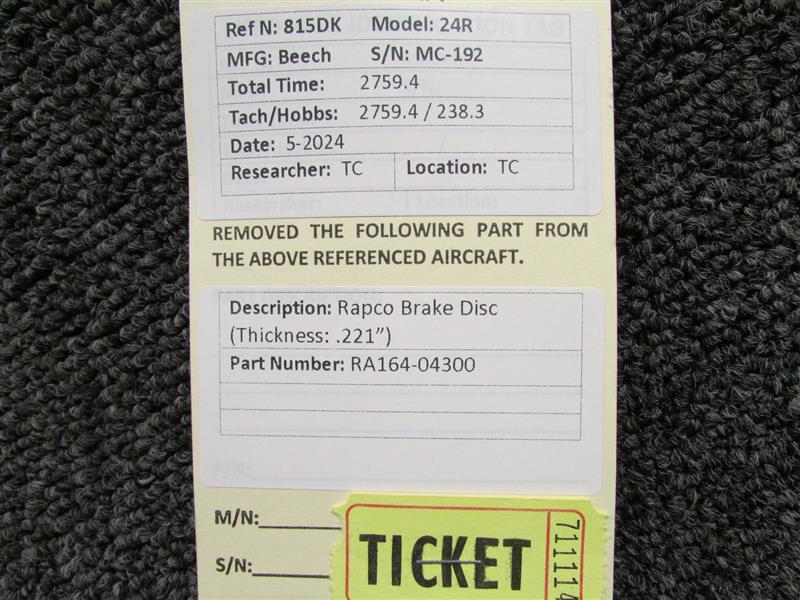 Ref N: 815DK Model: 24R
MFG: Beech S/N: MC-192
Total Time: 2759.4
Tach/Hobbs: 2759.4 / 238.3
Date: 5-2024
Researcher: TC Location: TC
REMOVED THE FOLLOWING PART FROM
THE ABOVE REFERENCED AIRCRAFT.
Description: Rapco Brake Disc
(Thickness: .221”)
Part Number: RA164-04300
P/N:
M/N:
S/N:
TICKET
711114